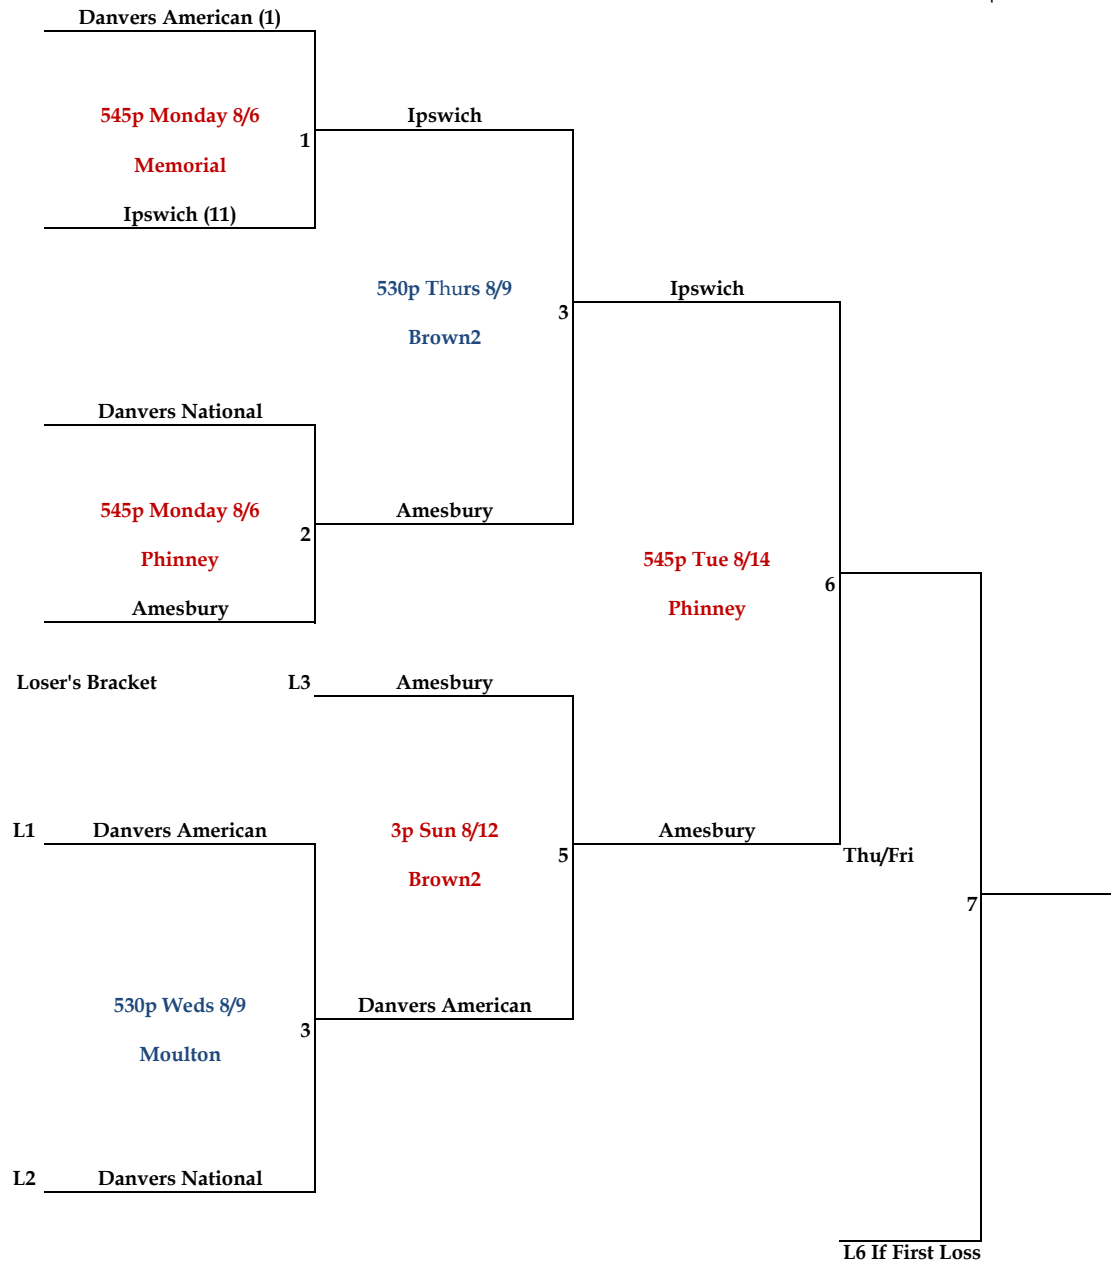 Danvers American (1)
545p Monday 8/6
Ipswich
1
Memorial
Ipswich (11)
530p Thurs 8/9
Ipswich
3
Brown2
Danvers National
545p Monday 8/6
Amesbury
2
Phinney
545p Tue 8/14
6
Amesbury
Phinney
Loser's Bracket
L3
Amesbury
L1
Danvers American
3p Sun 8/12
Amesbury
5
Thu/Fri
Brown2
7
530p Weds 8/9
Danvers American
3
Moulton
L2
Danvers National
L6 If First Loss